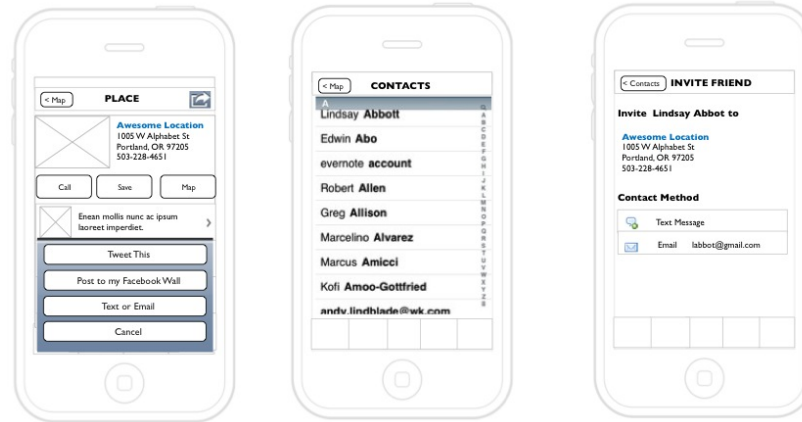 < Map
PLACE
Awesome Location
1005 W Alphabet St
Portland, OR 97205
503-228-4651
Call
Save
Map
Enean mollis nunc ac ipsum
laoreet imperdiet.
Tweet This
Post to my Facebook Wall
Text or Email
Cancel
< Map
CONTACTS
A
Lindsay Abbott
Edwin Abo
evernote account
Robert Allen
Greg Allison
Marcelino Alvarez
Marcus Amicci
Kofi Amoo-Gottfried
andy.lindblade@wk.com
< Contacts
INVITE FRIEND
Invite Lindsay Abbot to
Awesome Location
1005 W Alphabet St
Portland, OR 97205
503-228-4651
Contact Method
Text Message
Email labbot@gmail.com